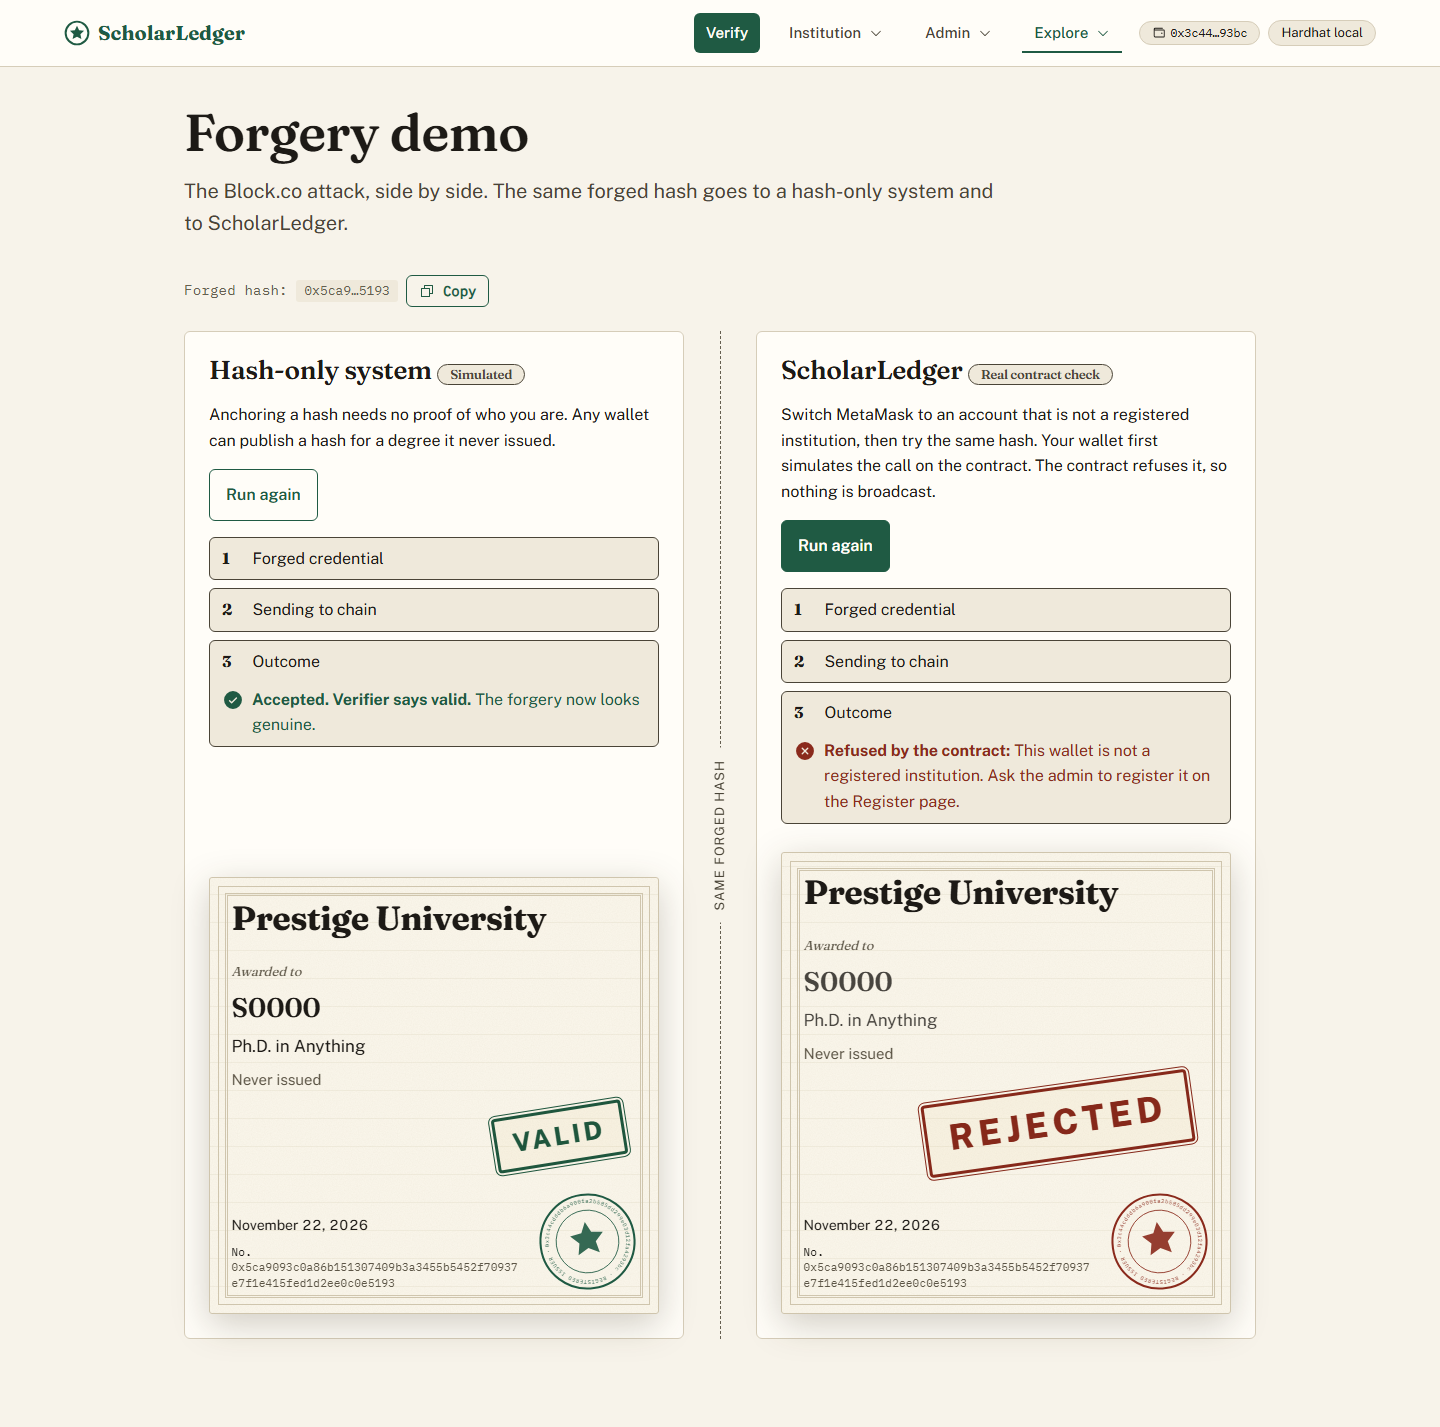 ScholarLedger
Verify
Institution
Admin
Explore
0x3c44…93bc
Hardhat local
Forgery demo
The Block.co attack, side by side. The same forged hash goes to a hash-only system and
to ScholarLedger.
Forged hash: 0x5ca9…5193
Copy
Hash-only system
Simulated
Anchoring a hash needs no proof of who you are. Any wallet
can publish a hash for a degree it never issued.
Run again
1 Forged credential
2 Sending to chain
3 Outcome
Accepted. Verifier says valid. The forgery now looks
genuine.
Prestige University
Awarded to
S0000
Ph.D. in Anything
Never issued
VALID
November 22, 2026
No.
0x5ca9093c0a86b151307409b3a3455b5452f70937
e7f1e415fed1d2ee0c0e5193
SAME FORGED HASH
ScholarLedger
Real contract check
Switch MetaMask to an account that is not a registered
institution, then try the same hash. Your wallet first
simulates the call on the contract. The contract refuses it, so
nothing is broadcast.
Run again
1 Forged credential
2 Sending to chain
3 Outcome
Refused by the contract: This wallet is not a
registered institution. Ask the admin to register it on
the Register page.
Prestige University
Awarded to
S0000
Ph.D. in Anything
Never issued
REJECTED
November 22, 2026
No.
0x5ca9093c0a86b151307409b3a3455b5452f70937
e7f1e415fed1d2ee0c0e5193